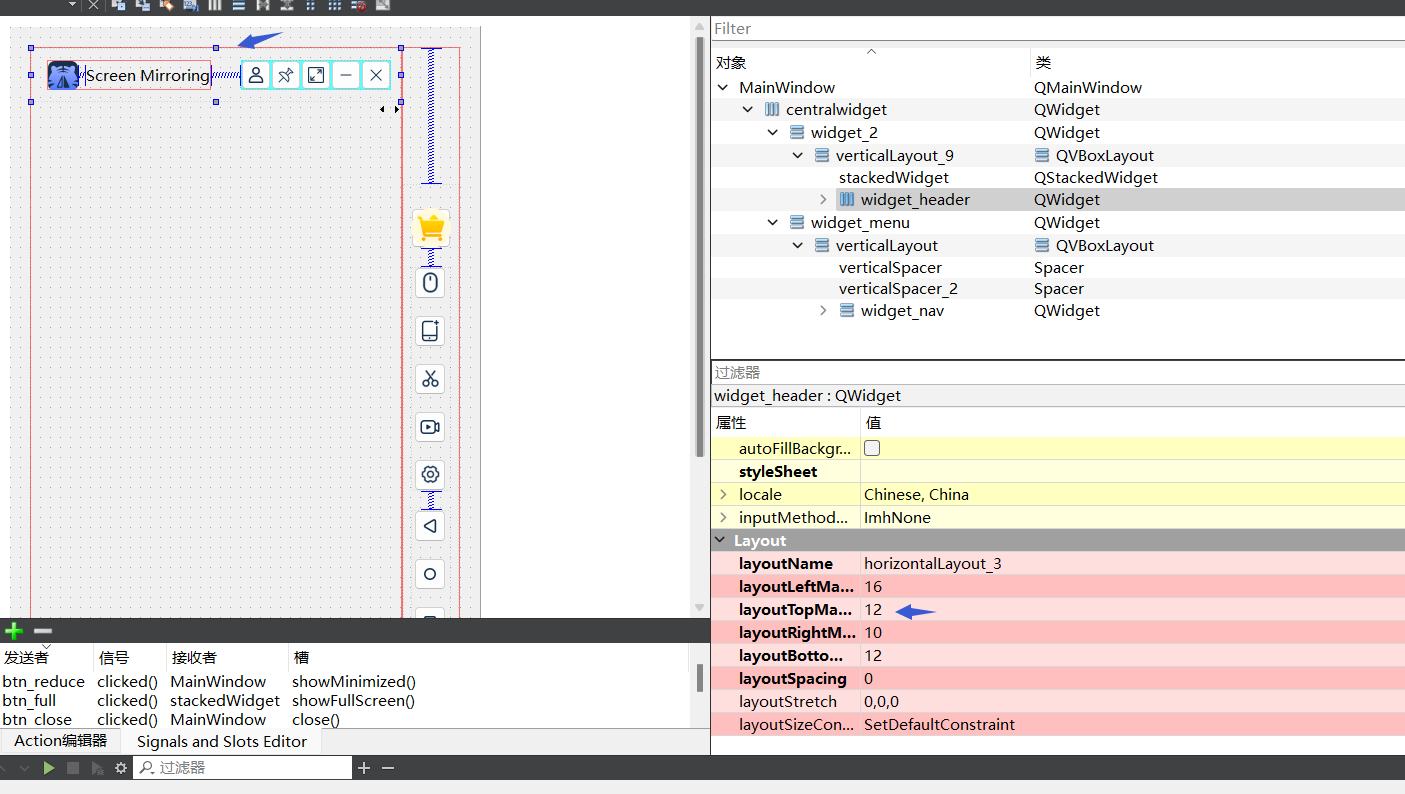 Screen Mirroring
Filter
对象 类
MainWindow QMainWindow
centralwidget QWidget
widget_2 QWidget
verticalLayout_9 QVBoxLayout
stackedWidget QStackedWidget
widget_header QWidget
widget_menu QWidget
verticalLayout QVBoxLayout
verticalSpacer Spacer
verticalSpacer_2 Spacer
widget_nav QWidget
过滤器
widget_header : QWidget
属性 值
autoFillBackgr...
styleSheet
locale Chinese, China
inputMethod... ImhNone
Layout
layoutName horizontalLayout_3
layoutLeftMa... 16
layoutTopMa... 12
layoutRightM... 10
layoutBotto... 12
layoutSpacing 0
layoutStretch 0,0,0
layoutSizeCon... SetDefaultConstraint
发送者 信号 接收者 槽
btn_reduce clicked() MainWindow showMinimized()
btn_full clicked() stackedWidget showFullScreen()
btn_close clicked() MainWindow close()
Action编辑器 Signals and Slots Editor
过滤器